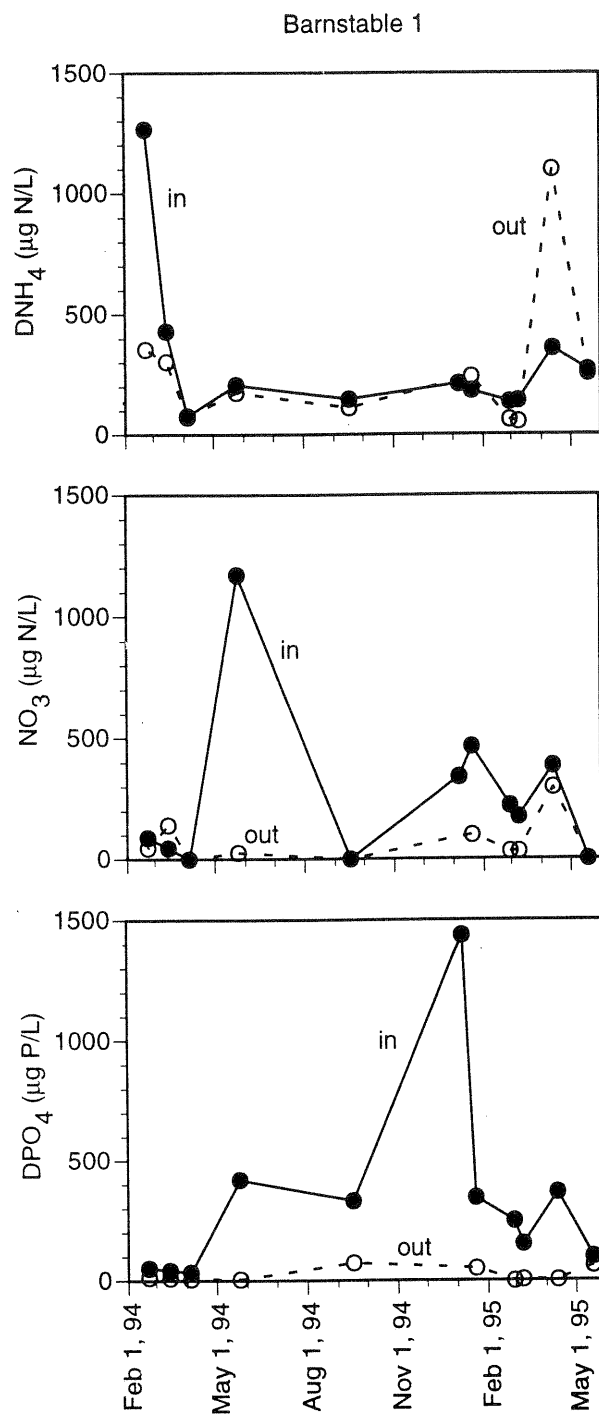 Barnstable 1
1500
1000
500
0
DNH4 (µg N/L)
in
out
1500
1000
500
0
NO3 (µg N/L)
in
out
1500
1000
500
0
DPO4 (µg P/L)
in
out
Feb 1, 94
May 1, 94
Aug 1, 94
Nov 1, 94
Feb 1, 95
May 1, 95